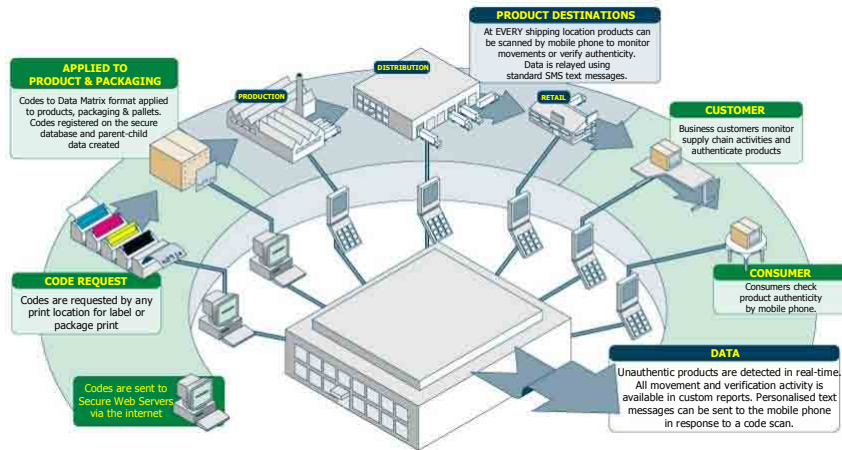 PRODUCT DESTINATIONS
At EVERY shipping location products can
be scanned by mobile phone to monitor
movements or verify authenticity.
Data is relayed using
standard SMS text messages.
APPLIED TO
PRODUCT & PACKAGING
Codes to Data Matrix format applied
to products, packaging & pallets.
Codes registered on the secure
database and parent-child
data created
PRODUCTION
DISTRIBUTION
RETAIL
CUSTOMER
Business customers monitor
supply chain activities and
authenticate products
CODE REQUEST
Codes are requested by any
print location for label or
package print
CONSUMER
Consumers check
product authenticity
by mobile phone.
Codes are sent to
Secure Web Servers
via the internet
DATA
Unauthentic products are detected in real-time.
All movement and verification activity is
available in custom reports. Personalised text
messages can be sent to the mobile phone
in response to a code scan.